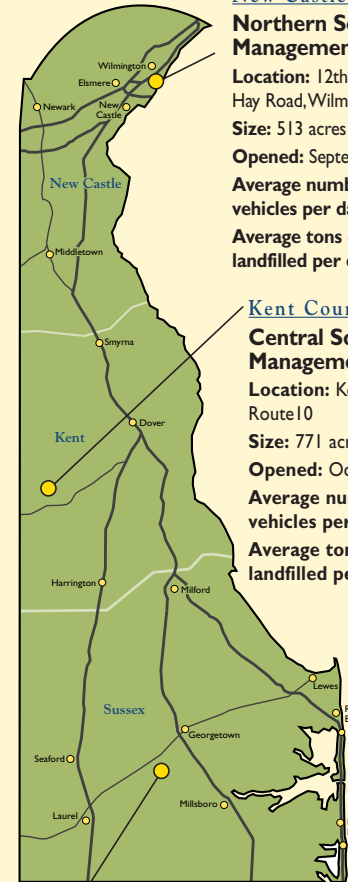 Northern
Management
Location: 12th
Hay Road, Wilm
Size: 513 acres
Opened: Septe
Average numb
vehicles per da
Average tons
landfilled per
Kent Coun
Central So
Management
Location: K
Route10
Size: 771 acr
Opened: Oc
Average nu
vehicles per
Average ton
landfilled pe
Wilmington
Elsmere
Newark
New
Castle
New Castle
Middletown
Smyrna
Dover
Kent
Harrington
Milford
Sussex
Lewes
Georgetown
Seaford
Millsboro
Laurel